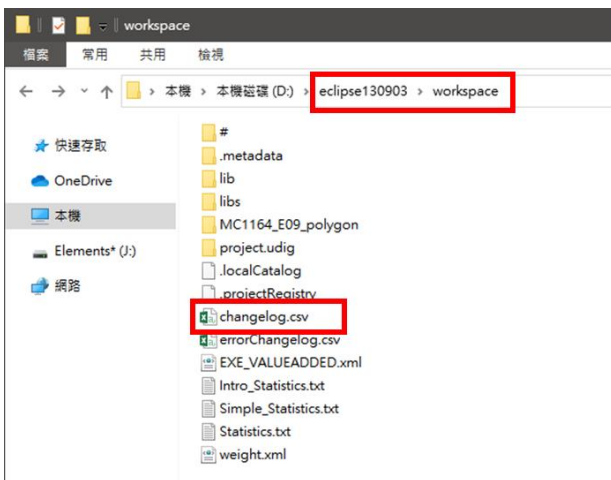 workspace
檔案 常用 共用 檢視
本機 › 本機磁碟 (D:) › eclipse130903 › workspace
快速存取
OneDrive
本機
Elements* (J:)
網路
#
.metadata
lib
libs
MC1164_E09_polygon
project.udig
.localCatalog
.projectRegistry
changelog.csv
errorChangelog.csv
EXE_VALUEADDED.xml
Intro_Statistics.txt
Simple_Statistics.txt
Statistics.txt
weight.xml